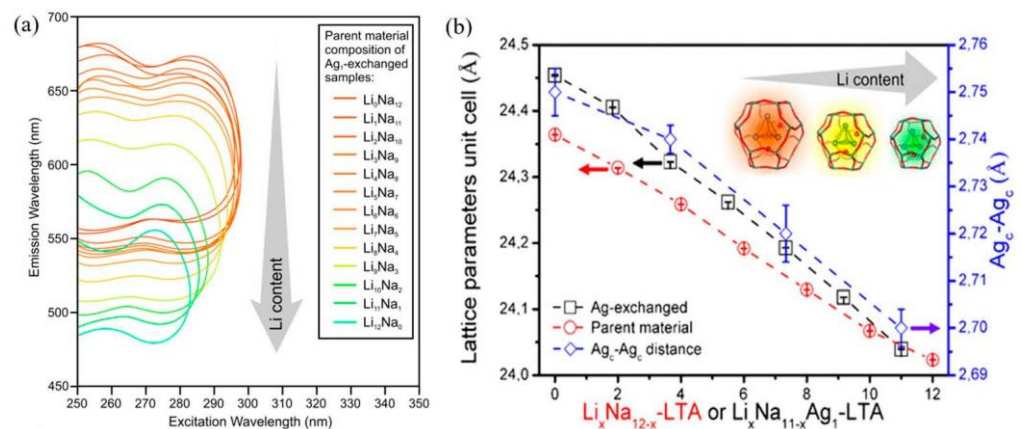 (a)
700
650
600
550
500
450
Emission Wavelength (nm)
250 260 270 280 290 300 310 320 330 340 350
Excitation Wavelength (nm)
Li content
Parent material
composition of
Ag₁-exchanged
samples:
Li₀Na₁₂
Li₁Na₁₁
Li₂Na₁₀
Li₃Na₉
Li₄Na₈
Li₅Na₇
Li₆Na₆
Li₇Na₅
Li₈Na₄
Li₉Na₃
Li₁₀Na₂
Li₁₁Na₁
Li₁₂Na₀
(b)
24,5
24,4
24,3
24,2
24,1
24,0
Lattice parameters unit cell (Å)
Li content
Ag-exchanged
Parent material
Ag_c-Ag_c distance
2,76
2,75
2,74
2,73
2,72
2,71
2,70
2,69
Ag_c-Ag_c (Å)
0 2 4 6 8 10 12
LiₓNa₁₂₋ₓ-LTA or LiₓNa₁₁₋ₓAg₁-LTA